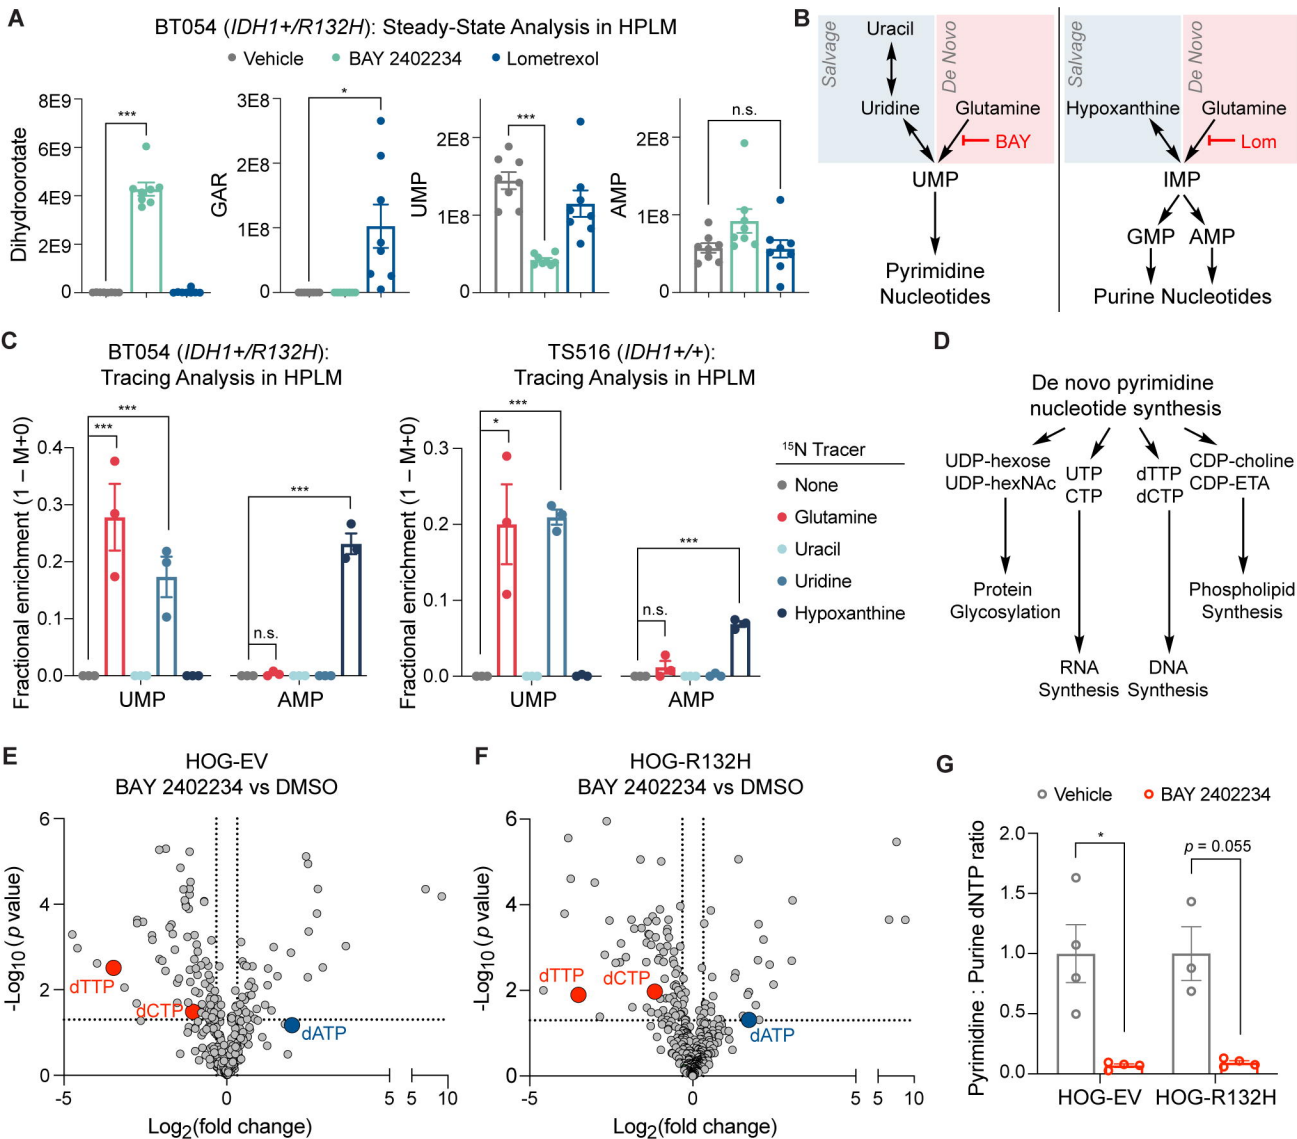 A
BT054 (IDH1+/R132H): Steady-State Analysis in HPLM
Vehicle
BAY 2402234
Lometrexol
Dihydroorotate
8E9
6E9
4E9
2E9
0
***
GAR
3E8
2E8
1E8
0
*
UMP
2E8
1E8
0
***
AMP
2E8
1E8
0
n.s.
B
Salvage
De Novo
Uracil
Uridine
Glutamine
BAY
UMP
Pyrimidine
Nucleotides
Salvage
De Novo
Hypoxanthine
Glutamine
Lom
IMP
GMP
AMP
Purine Nucleotides
C
BT054 (IDH1+/R132H):
Tracing Analysis in HPLM
Fractional enrichment (1 – M+0)
0.4
0.3
0.2
0.1
0.0
***
***
n.s.
***
UMP
AMP
TS516 (IDH1+/+):
Tracing Analysis in HPLM
Fractional enrichment (1 – M+0)
0.3
0.2
0.1
0.0
***
*
n.s.
***
UMP
AMP
¹⁵N Tracer
None
Glutamine
Uracil
Uridine
Hypoxanthine
D
De novo pyrimidine
nucleotide synthesis
UDP-hexose
UDP-hexNAc
UTP
CTP
dTTP
dCTP
CDP-choline
CDP-ETA
Protein
Glycosylation
Phospholipid
Synthesis
RNA
Synthesis
DNA
Synthesis
E
HOG-EV
BAY 2402234 vs DMSO
-Log₁₀ (p value)
6
4
2
0
dTTP
dCTP
dATP
-5
0
5
5
10
Log₂(fold change)
F
HOG-R132H
BAY 2402234 vs DMSO
-Log₁₀ (p value)
6
4
2
0
dTTP
dCTP
dATP
-5
0
5
5
10
Log₂(fold change)
G
Vehicle
BAY 2402234
Pyrimidine : Purine dNTP ratio
2.0
1.5
1.0
0.5
0.0
*
p = 0.055
HOG-EV
HOG-R132H